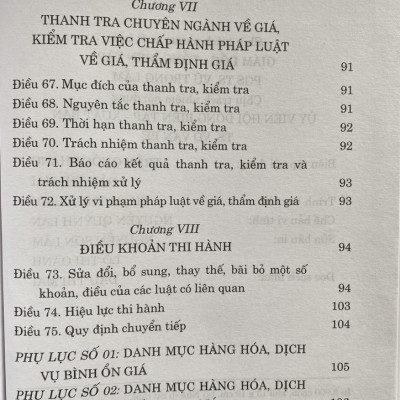 Chương VII
THANH TRA CHUYÊN NGÀNH VỀ GIÁ,
KIỂM TRA VIỆC CHẤP HÀNH PHÁP LUẬT
VỀ GIÁ, THẨM ĐỊNH GIÁ 91
Điều 67. Mục đích của thanh tra, kiểm tra 91
Điều 68. Nguyên tắc thanh tra, kiểm tra 91
Điều 69. Thời hạn thanh tra, kiểm tra 92
Điều 70. Trách nhiệm thanh tra, kiểm tra 92
Điều 71. Báo cáo kết quả thanh tra, kiểm tra và
trách nhiệm xử lý 93
Điều 72. Xử lý vi phạm pháp luật về giá, thẩm định giá 93
Chương VIII
ĐIỀU KHOẢN THI HÀNH 94
Điều 73. Sửa đổi, bổ sung, thay thế, bãi bỏ một số
khoản, điều của các luật có liên quan 94
Điều 74. Hiệu lực thi hành 103
Điều 75. Quy định chuyển tiếp 104
PHỤ LỤC SỐ 01: DANH MỤC HÀNG HÓA, DỊCH
VỤ BÌNH ỔN GIÁ 105
PHỤ LỤC SỐ 02: DANH MỤC HÀNG HÓA, DỊCH